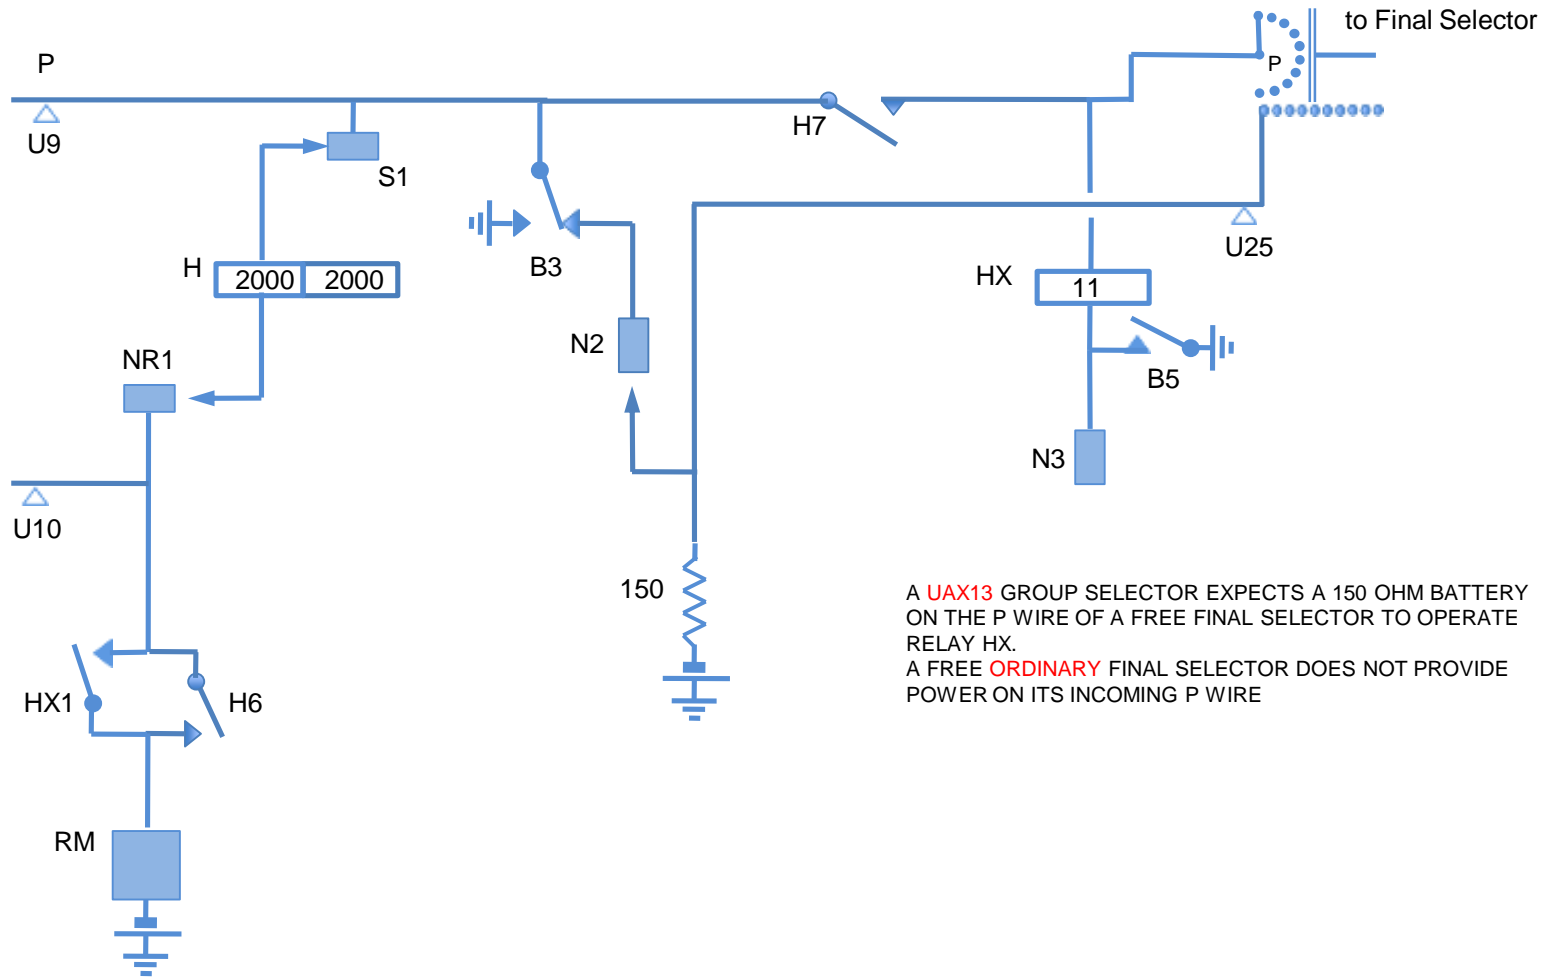 to Final Selector
P
P
U9
H7
S1
B3
U25
H 2000 2000
HX 11
N2
NR1
B5
N3
U10
150
A UAX13 GROUP SELECTOR EXPECTS A 150 OHM BATTERY
ON THE P WIRE OF A FREE FINAL SELECTOR TO OPERATE
RELAY HX.
A FREE ORDINARY FINAL SELECTOR DOES NOT PROVIDE
POWER ON ITS INCOMING P WIRE
HX1
H6
RM